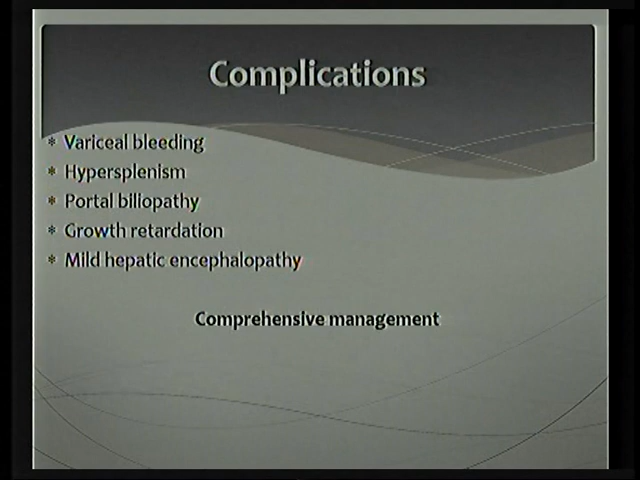 Complications
* Variceal bleeding
* Hypersplenism
* Portal biliopathy
* Growth retardation
* Mild hepatic encephalopathy
Comprehensive management